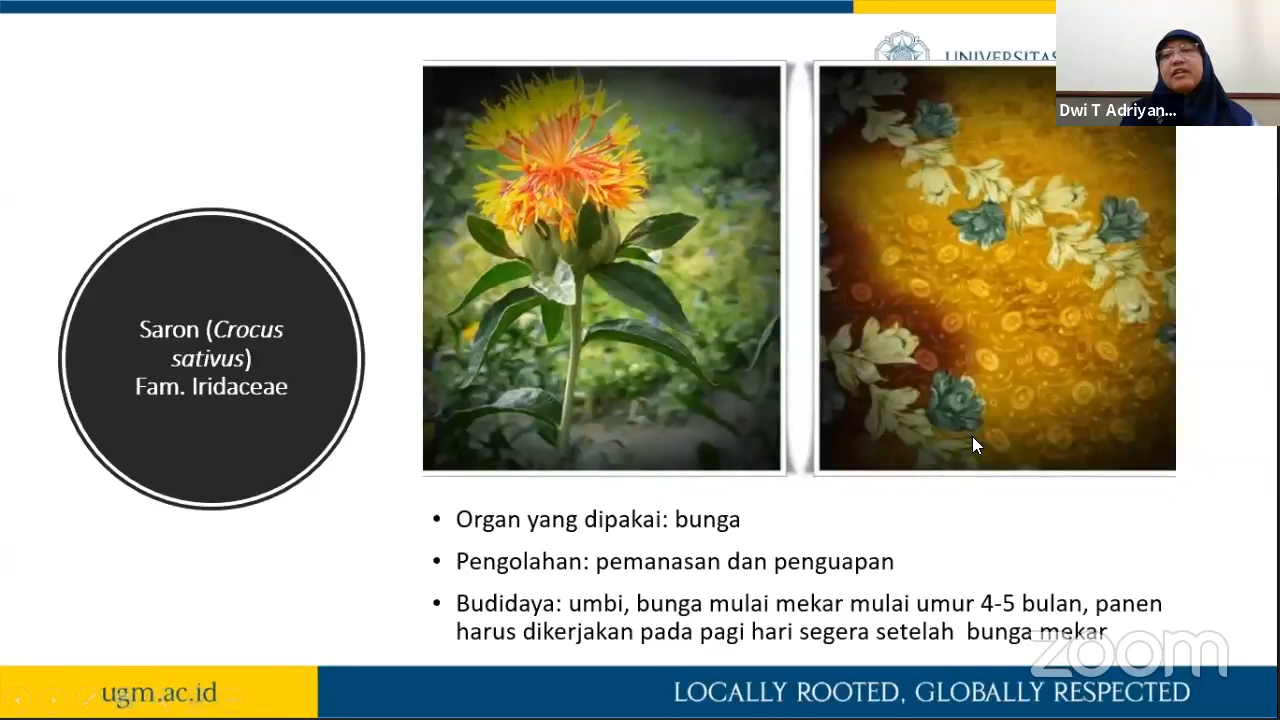 UNIVERSITAS
Dwi T Adriyan...
Saron (Crocus
sativus)
Fam. Iridaceae
• Organ yang dipakai: bunga
• Pengolahan: pemanasan dan penguapan
• Budidaya: umbi, bunga mulai mekar mulai umur 4-5 bulan, panen
harus dikerjakan pada pagi hari segera setelah bunga mekar
zoom
ugm.ac.id
LOCALLY ROOTED, GLOBALLY RESPECTED